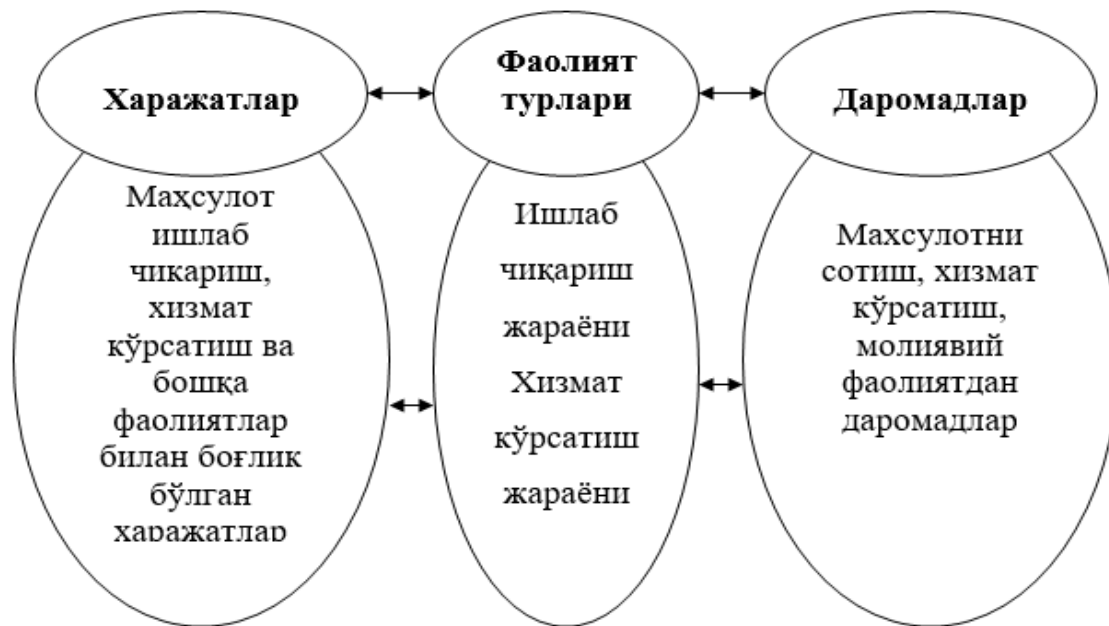 Харажатлар
Фаолият
турлари
Даромадлар
Маҳсулот
ишлаб
чикариш,
хизмат
кўрсатиш ва
бошқа
фаолиятлар
билан боғлик
бўлган
харажатлар
Ишлаб
чиқариш
жараёни
Хизмат
кўрсатиш
жараёни
Махсулотни
сотиш, хизмат
кўрсатиш,
молиявий
фаолиятдан
даромадлар